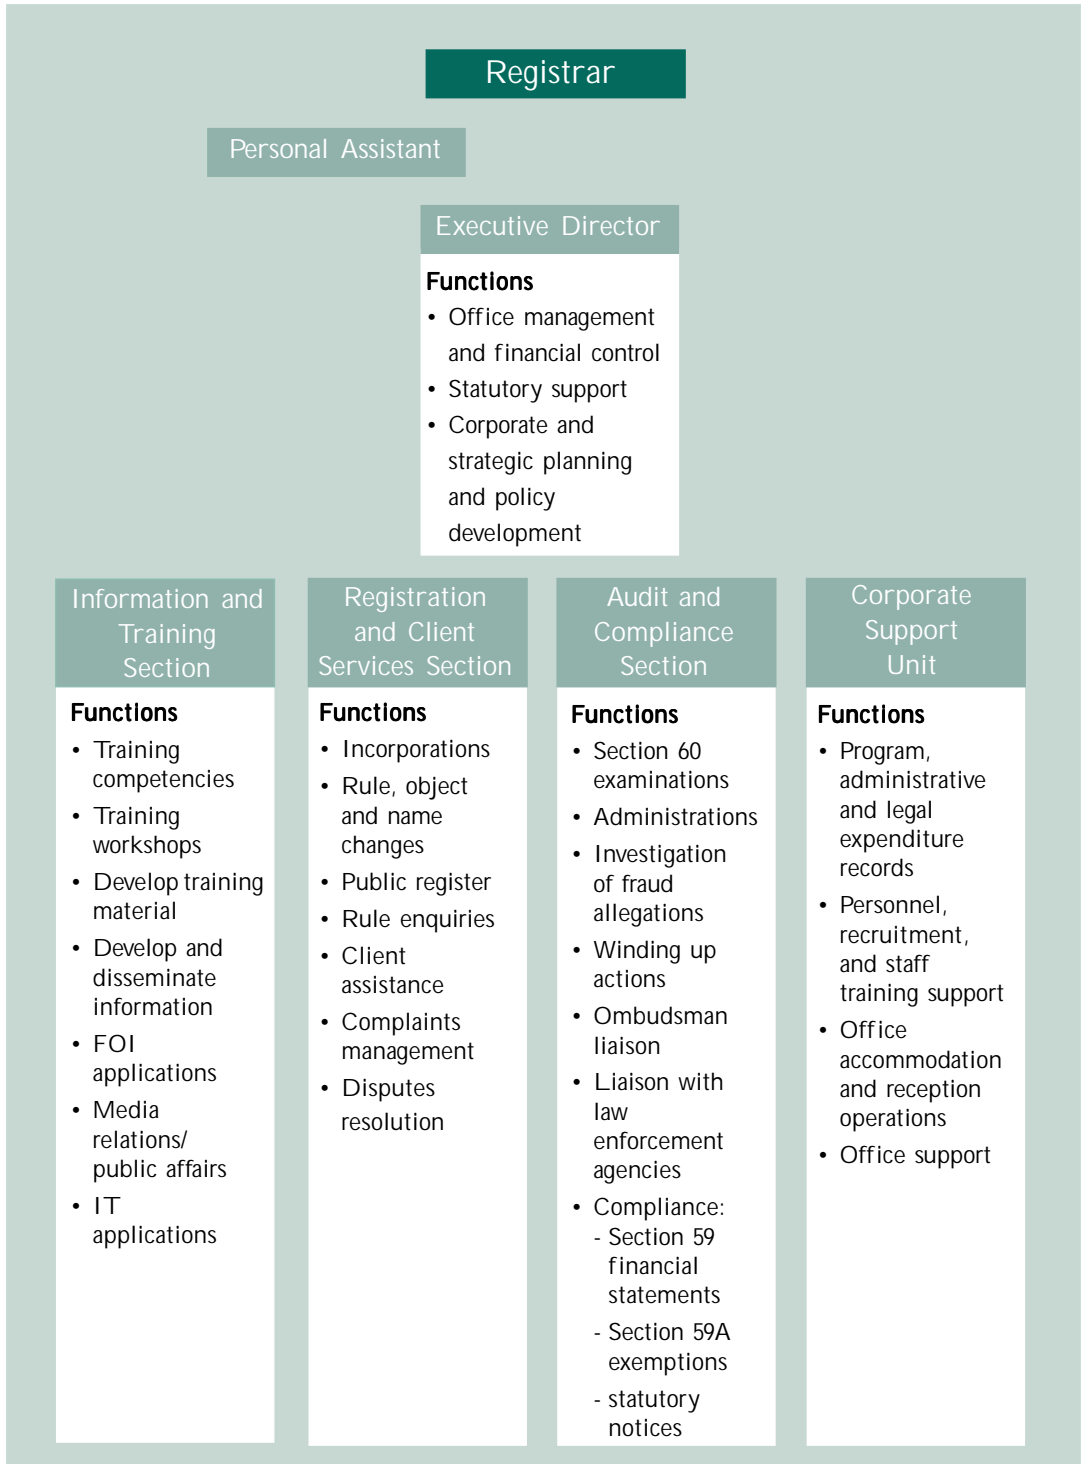 Registrar
Personal Assistant
Executive Director
Functions
• Office management
and financial control
• Statutory support
• Corporate and
strategic planning
and policy
development
Information and
Training
Section
Functions
• Training
competencies
• Training
workshops
• Develop training
material
• Develop and
disseminate
information
• FOI
applications
• Media
relations/
public affairs
• IT
applications
Registration
and Client
Services Section
Functions
• Incorporations
• Rule, object
and name
changes
• Public register
• Rule enquiries
• Client
assistance
• Complaints
management
• Disputes
resolution
Audit and
Compliance
Section
Functions
• Section 60
examinations
• Administrations
• Investigation
of fraud
allegations
• Winding up
actions
• Ombudsman
liaison
• Liaison with
law
enforcement
agencies
• Compliance:
- Section 59
financial
statements
- Section 59A
exemptions
- statutory
notices
Corporate
Support
Unit
Functions
• Program,
administrative
and legal
expenditure
records
• Personnel,
recruitment,
and staff
training support
• Office
accommodation
and reception
operations
• Office support